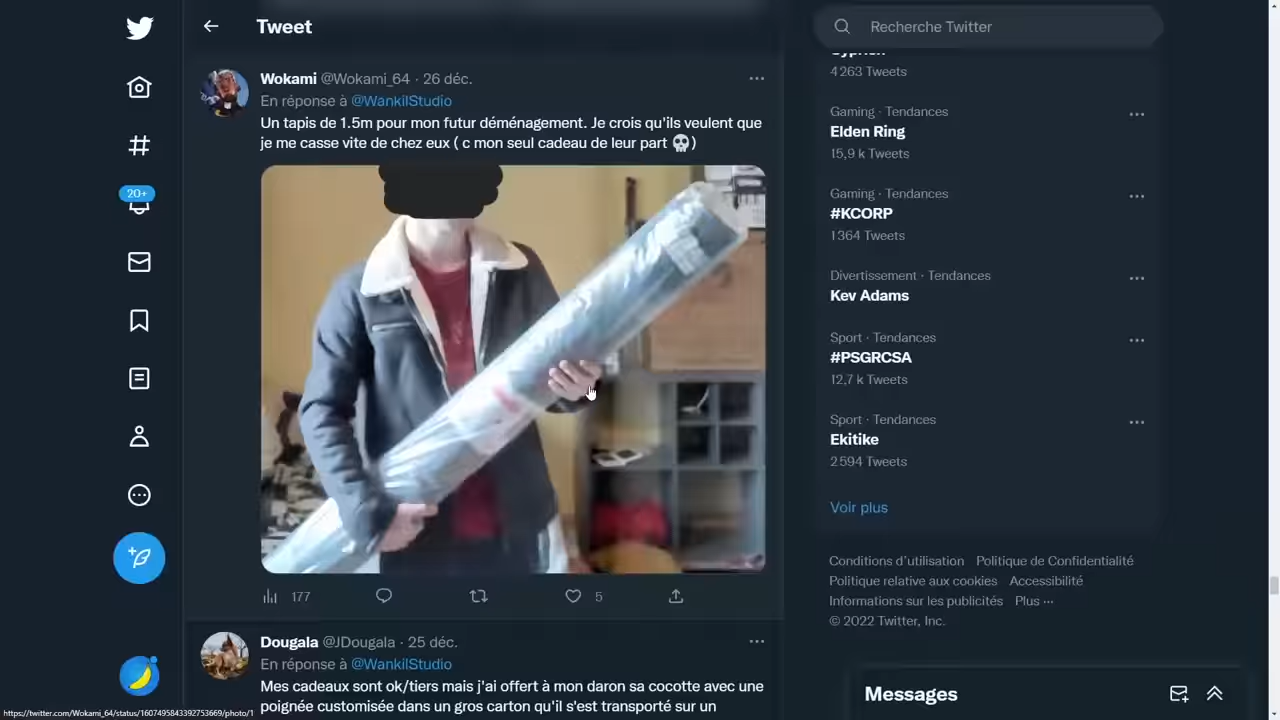 Tweet
Wokami @Wokami_64 · 26 déc.
En réponse à @WankilStudio
Un tapis de 1.5m pour mon futur déménagement. Je crois qu'ils veulent que
je me casse vite de chez eux ( c mon seul cadeau de leur part 💀)
177
5
Dougala @JDougala · 25 déc.
En réponse à @WankilStudio
Mes cadeaux sont ok/tiers mais j'ai offert à mon daron sa cocotte avec une
poignée customisée dans un gros carton qu'il s'est transporté sur un
20+
https://twitter.com/Wokami_64/status/1607495843392753669/photo/1
Recherche Twitter
Cyprien
4 263 Tweets
Gaming · Tendances
Elden Ring
15,9 k Tweets
Gaming · Tendances
#KCORP
1 364 Tweets
Divertissement · Tendances
Kev Adams
Sport · Tendances
#PSGRCSA
12,7 k Tweets
Sport · Tendances
Ekitike
2 594 Tweets
Voir plus
Conditions d'utilisation Politique de Confidentialité
Politique relative aux cookies Accessibilité
Informations sur les publicités Plus ···
© 2022 Twitter, Inc.
Messages